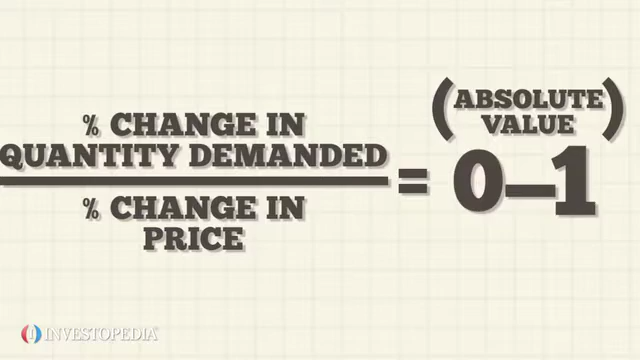 % CHANGE IN
QUANTITY DEMANDED
% CHANGE IN
PRICE
=
(ABSOLUTE
VALUE)
0–1
INVESTOPEDIA